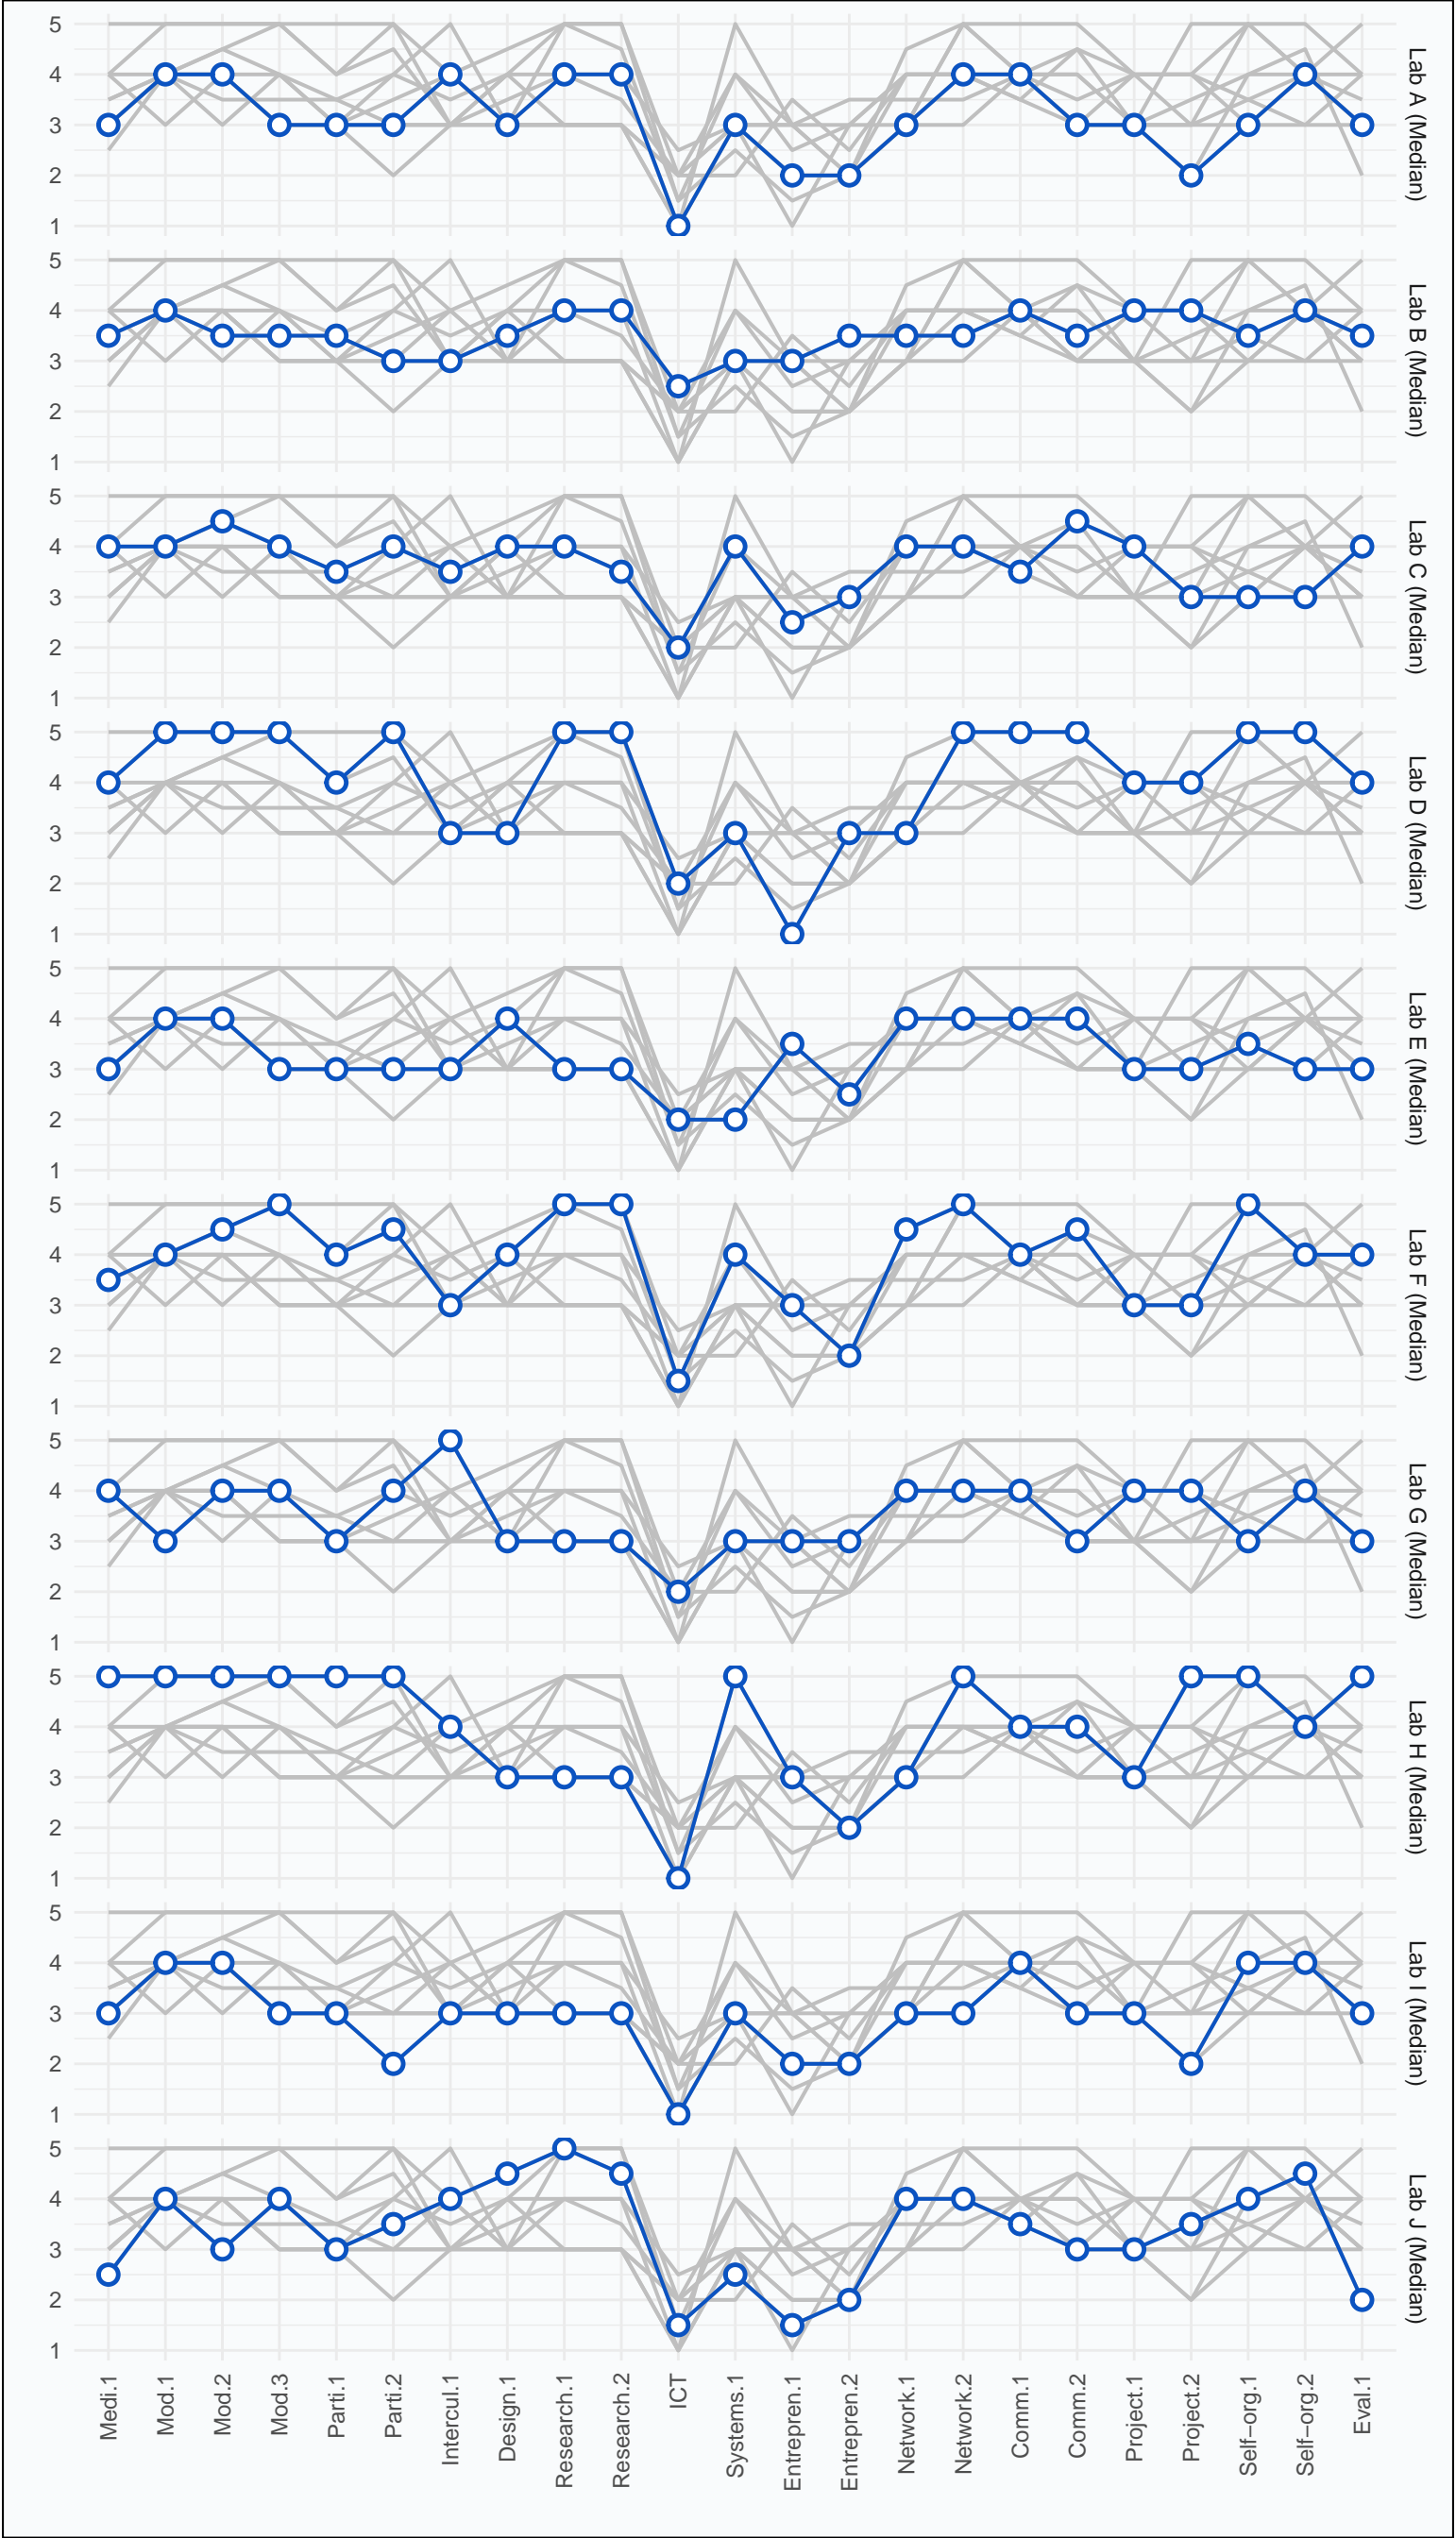 5
4
3
2
1
Lab A (Median)
5
4
3
2
1
Lab B (Median)
5
4
3
2
1
Lab C (Median)
5
4
3
2
1
Lab D (Median)
5
4
3
2
1
Lab E (Median)
5
4
3
2
1
Lab F (Median)
5
4
3
2
1
Lab G (Median)
5
4
3
2
1
Lab H (Median)
5
4
3
2
1
Lab I (Median)
5
4
3
2
1
Lab J (Median)
Medi.1
Mod.1
Mod.2
Mod.3
Parti.1
Parti.2
Intercul.1
Design.1
Research.1
Research.2
ICT
Systems.1
Entrepren.1
Entrepren.2
Network.1
Network.2
Comm.1
Comm.2
Project.1
Project.2
Self−org.1
Self−org.2
Eval.1